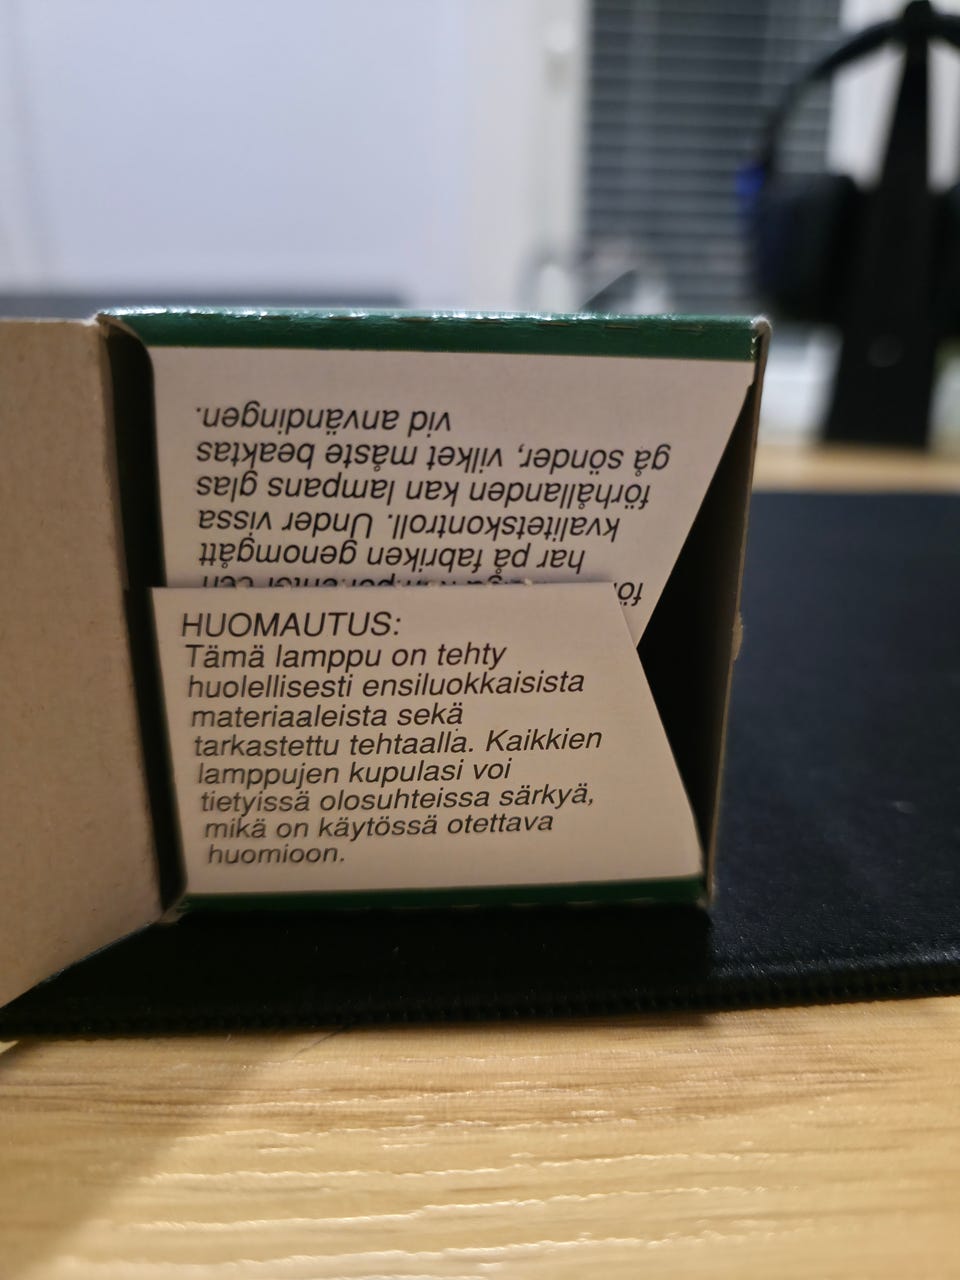 HUOMAUTUS:
Tämä lamppu on tehty
huolellisesti ensiluokkaisista
materiaaleista sekä
tarkastettu tehtaalla. Kaikkien
lamppujen kupulasi voi
tietyissä olosuhteissa särkyä,
mikä on käytössä otettava
huomioon.
har på fabriken genomgått
kvalitetskontroll. Under vissa
förhållanden kan lampans glas
gå sönder, vilket måste beaktas
vid användningen.